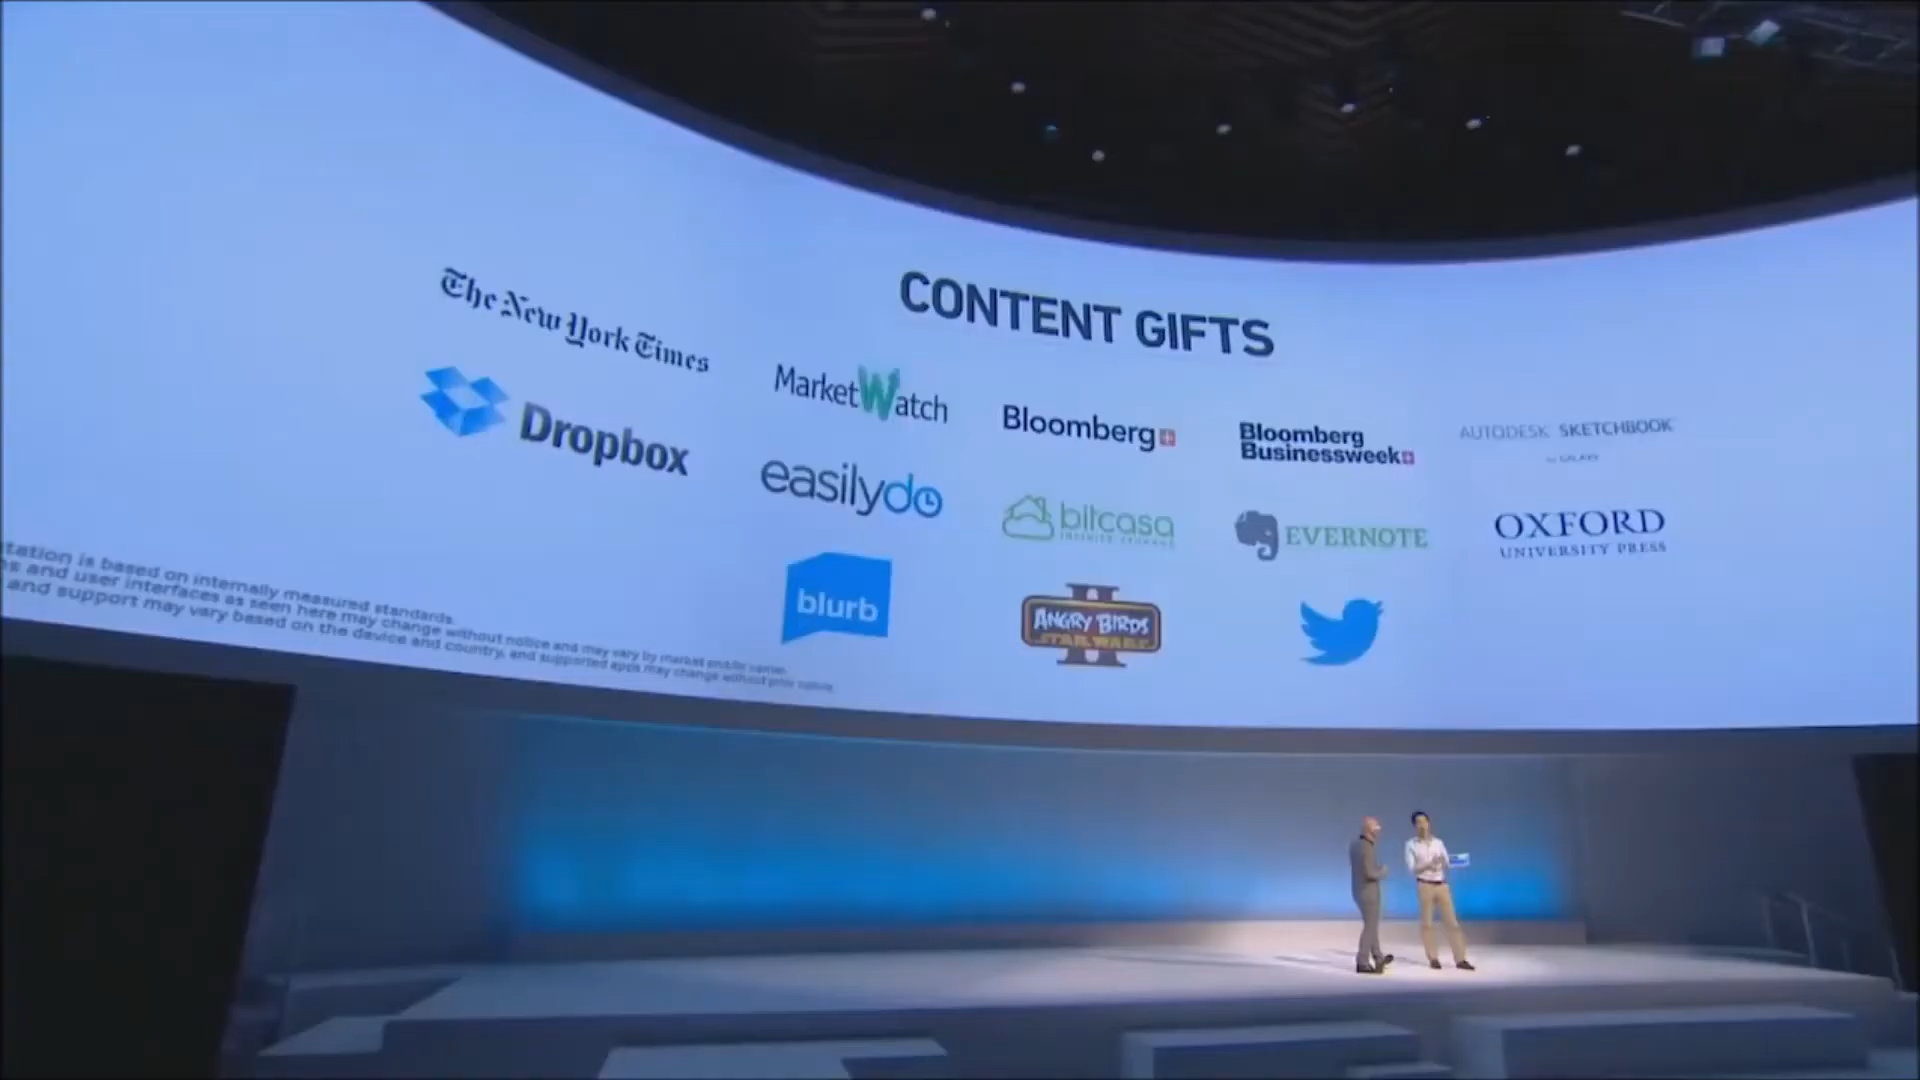 CONTENT GIFTS
The New York Times
MarketWatch
Bloomberg
Bloomberg
Businessweek
AUTODESK SKETCHBOOK
GALAXY
Dropbox
easilydo
bitcasa
INFINITE STORAGE
EVERNOTE
OXFORD
UNIVERSITY PRESS
blurb
ANGRY BIRDS
STAR WARS
II
tation is based on internally measured standards.
s and user interfaces as seen here may change without notice and may vary by market and/or carrier.
and support may vary based on the device and country, and supported apps may change without prior notice.